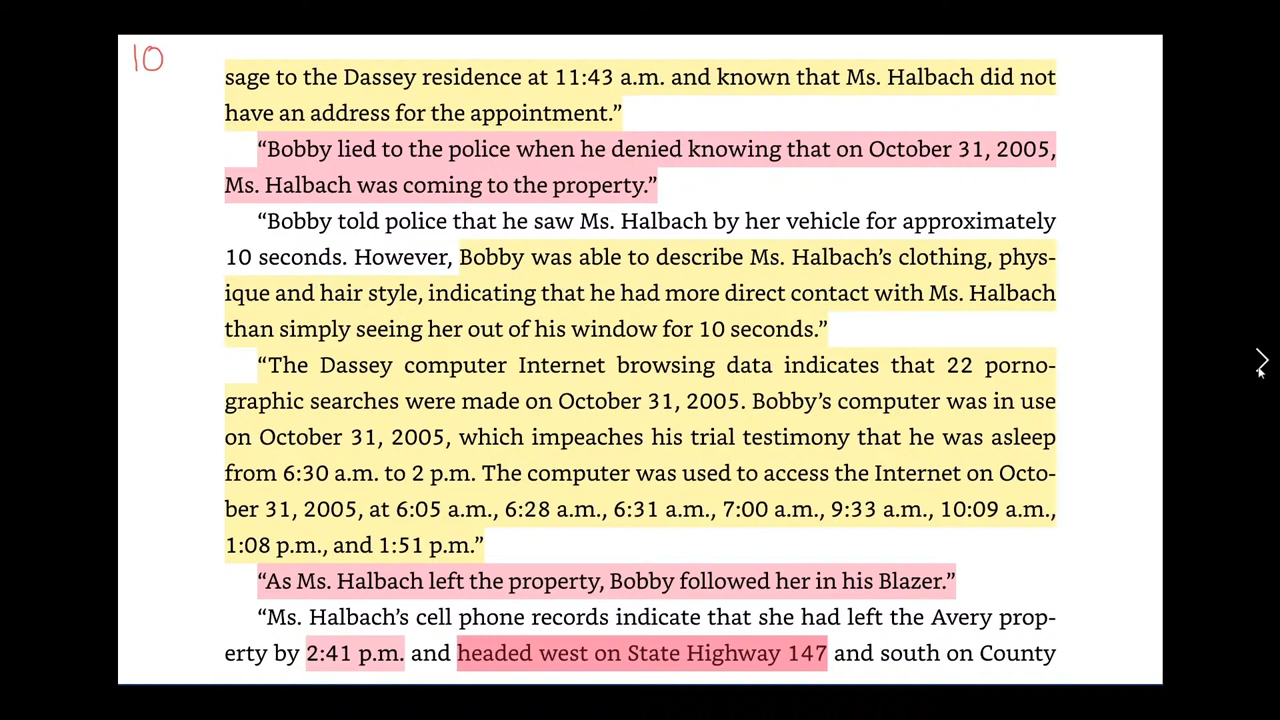 10
sage to the Dassey residence at 11:43 a.m. and known that Ms. Halbach did not
have an address for the appointment.”
“Bobby lied to the police when he denied knowing that on October 31, 2005,
Ms. Halbach was coming to the property.”
“Bobby told police that he saw Ms. Halbach by her vehicle for approximately
10 seconds. However, Bobby was able to describe Ms. Halbach’s clothing, phys-
ique and hair style, indicating that he had more direct contact with Ms. Halbach
than simply seeing her out of his window for 10 seconds.”
“The Dassey computer Internet browsing data indicates that 22 porno-
graphic searches were made on October 31, 2005. Bobby’s computer was in use
on October 31, 2005, which impeaches his trial testimony that he was asleep
from 6:30 a.m. to 2 p.m. The computer was used to access the Internet on Octo-
ber 31, 2005, at 6:05 a.m., 6:28 a.m., 6:31 a.m., 7:00 a.m., 9:33 a.m., 10:09 a.m.,
1:08 p.m., and 1:51 p.m.”
“As Ms. Halbach left the property, Bobby followed her in his Blazer.”
“Ms. Halbach’s cell phone records indicate that she had left the Avery prop-
erty by 2:41 p.m. and headed west on State Highway 147 and south on County